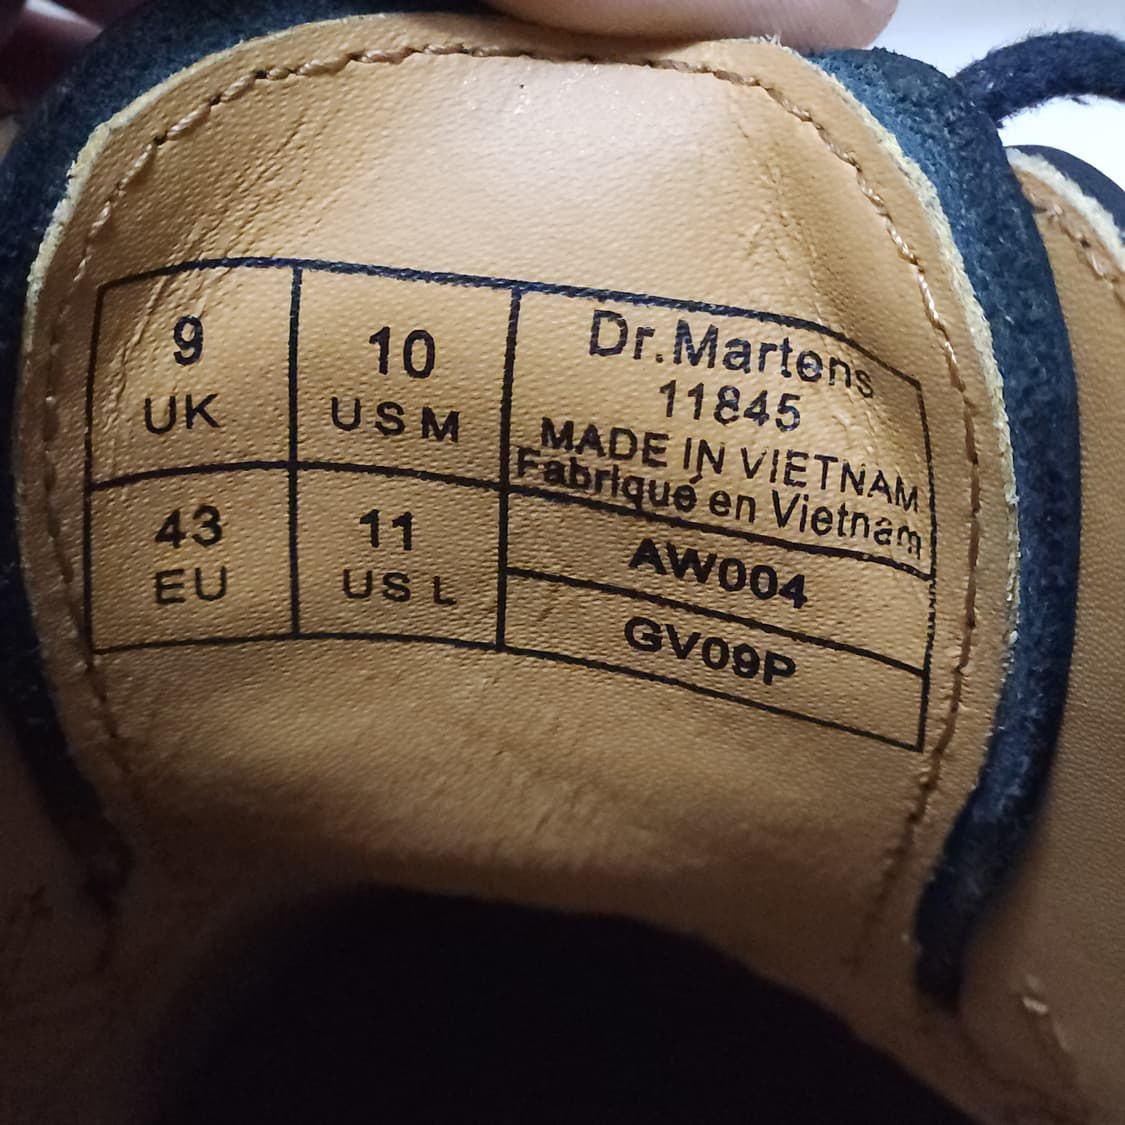 9
UK
10
US M
43
EU
11
US L
Dr.Martens
11845
MADE IN VIETNAM
Fabriqué en Vietnam
AW004
GV09P